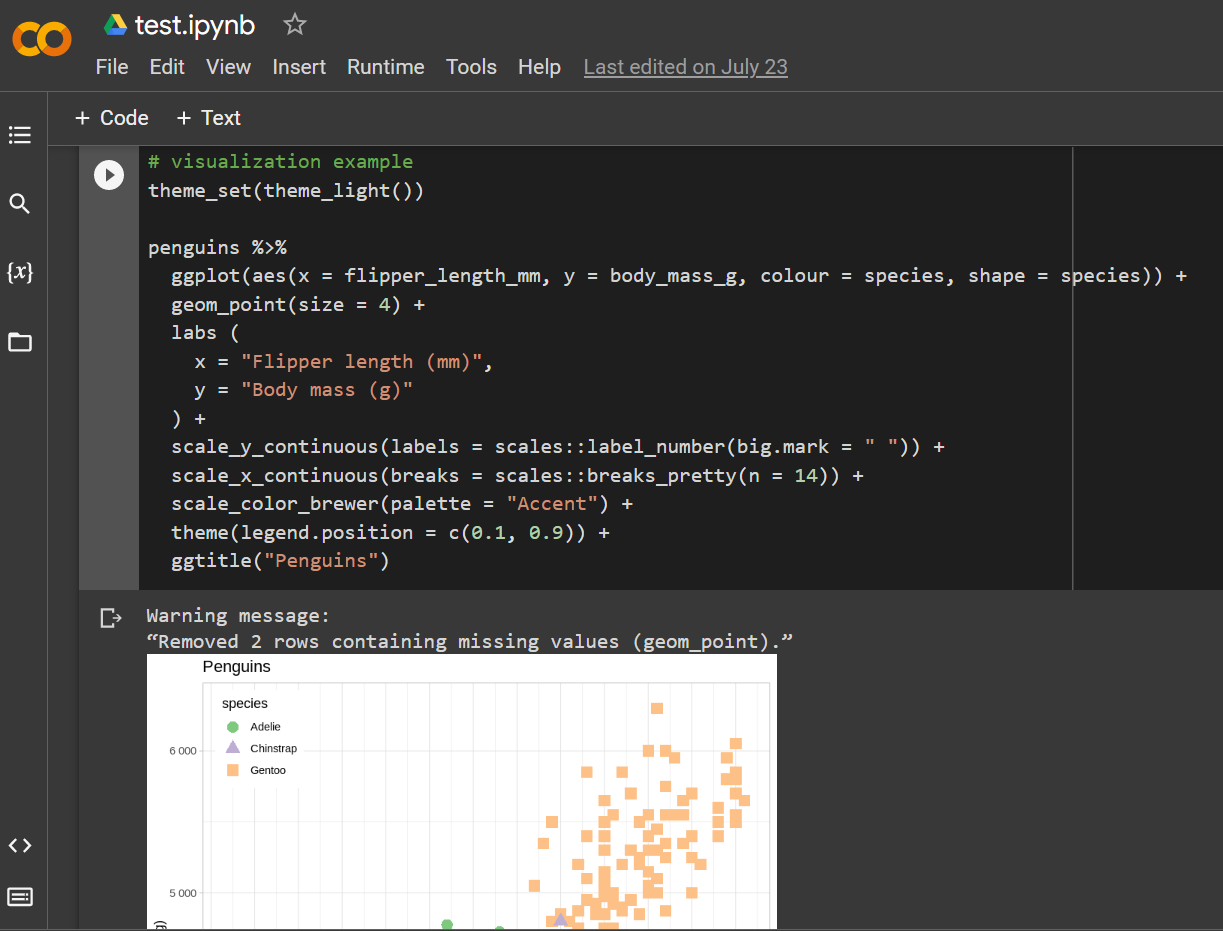 test.ipynb
File Edit View Insert Runtime Tools Help Last edited on July 23
+ Code + Text
{x}
# visualization example
theme_set(theme_light())
penguins %>%
ggplot(aes(x = flipper_length_mm, y = body_mass_g, colour = species, shape = species)) +
geom_point(size = 4) +
labs (
x = "Flipper length (mm)",
y = "Body mass (g)"
) +
scale_y_continuous(labels = scales::label_number(big.mark = " ")) +
scale_x_continuous(breaks = scales::breaks_pretty(n = 14)) +
scale_color_brewer(palette = "Accent") +
theme(legend.position = c(0.1, 0.9)) +
ggtitle("Penguins")
Warning message:
“Removed 2 rows containing missing values (geom_point).”
Penguins
species
Adelie
Chinstrap
Gentoo
6 000
5 000